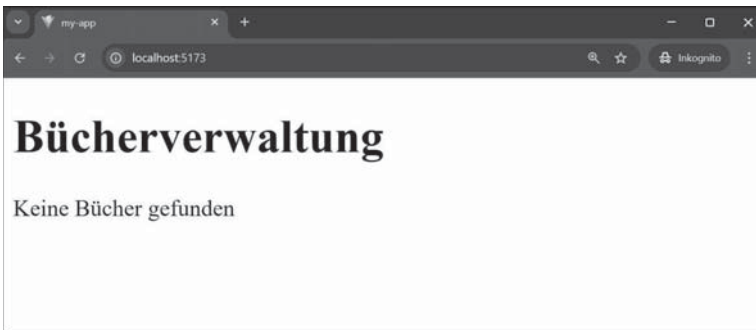 my-app
localhost:5173
Inkognito
Bücherverwaltung
Keine Bücher gefunden